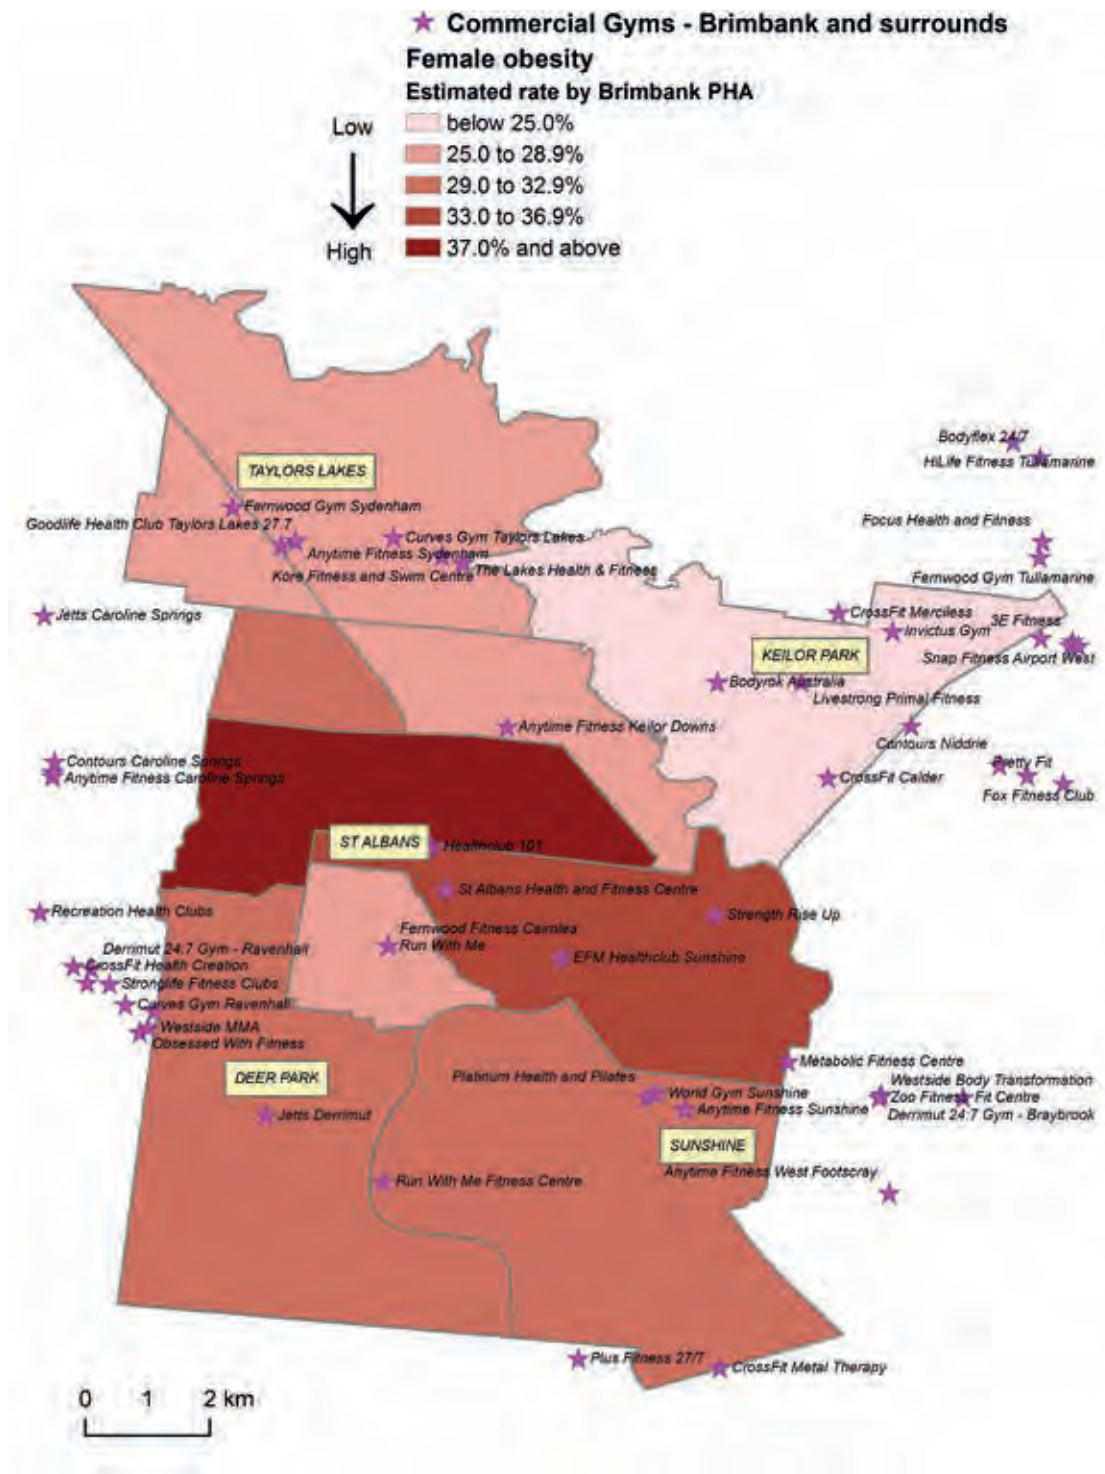 Commercial Gyms - Brimbank and surrounds
Female obesity
Estimated rate by Brimbank PHA
Low
below 25.0%
25.0 to 28.9%
29.0 to 32.9%
33.0 to 36.9%
High
37.0% and above
Bodyflex 24/7
HiLife Fitness Tullamarine
TAYLORS LAKES
Fernwood Gym Sydenham
Goodlife Health Club Taylors Lakes 27.7
Focus Health and Fitness
Curves Gym Taylors Lakes
Anytime Fitness Sydenham
Kore Fitness and Swim Centre
The Lakes Health & Fitness
Fernwood Gym Tullamarine
Jetts Caroline Springs
CrossFit Merciless
3E Fitness
Invictus Gym
KEILOR PARK
Snap Fitness Airport West
Bodyrok Australia
Livestrong Primal Fitness
Anytime Fitness Keilor Downs
Contours Niddrie
Contours Caroline Springs
Anytime Fitness Caroline Springs
Pretty Fit
CrossFit Calder
Fox Fitness Club
ST ALBANS
Healthclub 101
St Albans Health and Fitness Centre
Recreation Health Clubs
Strength Rise Up
Fernwood Fitness Cairnlea
Run With Me
Derrimut 24:7 Gym - Ravenhall
CrossFit Health Creation
EFM Healthclub Sunshine
Stronglife Fitness Clubs
Curves Gym Ravenhall
Westside MMA
Obsessed With Fitness
Metabolic Fitness Centre
DEER PARK
Platinum Health and Pilates
Westside Body Transformation
World Gym Sunshine
Zoo Fitness Fit Centre
Anytime Fitness Sunshine
Derrimut 24:7 Gym - Braybrook
Jetts Derrimut
SUNSHINE
Anytime Fitness West Footscray
Run With Me Fitness Centre
Plus Fitness 27/7
CrossFit Metal Therapy
0 1 2 km